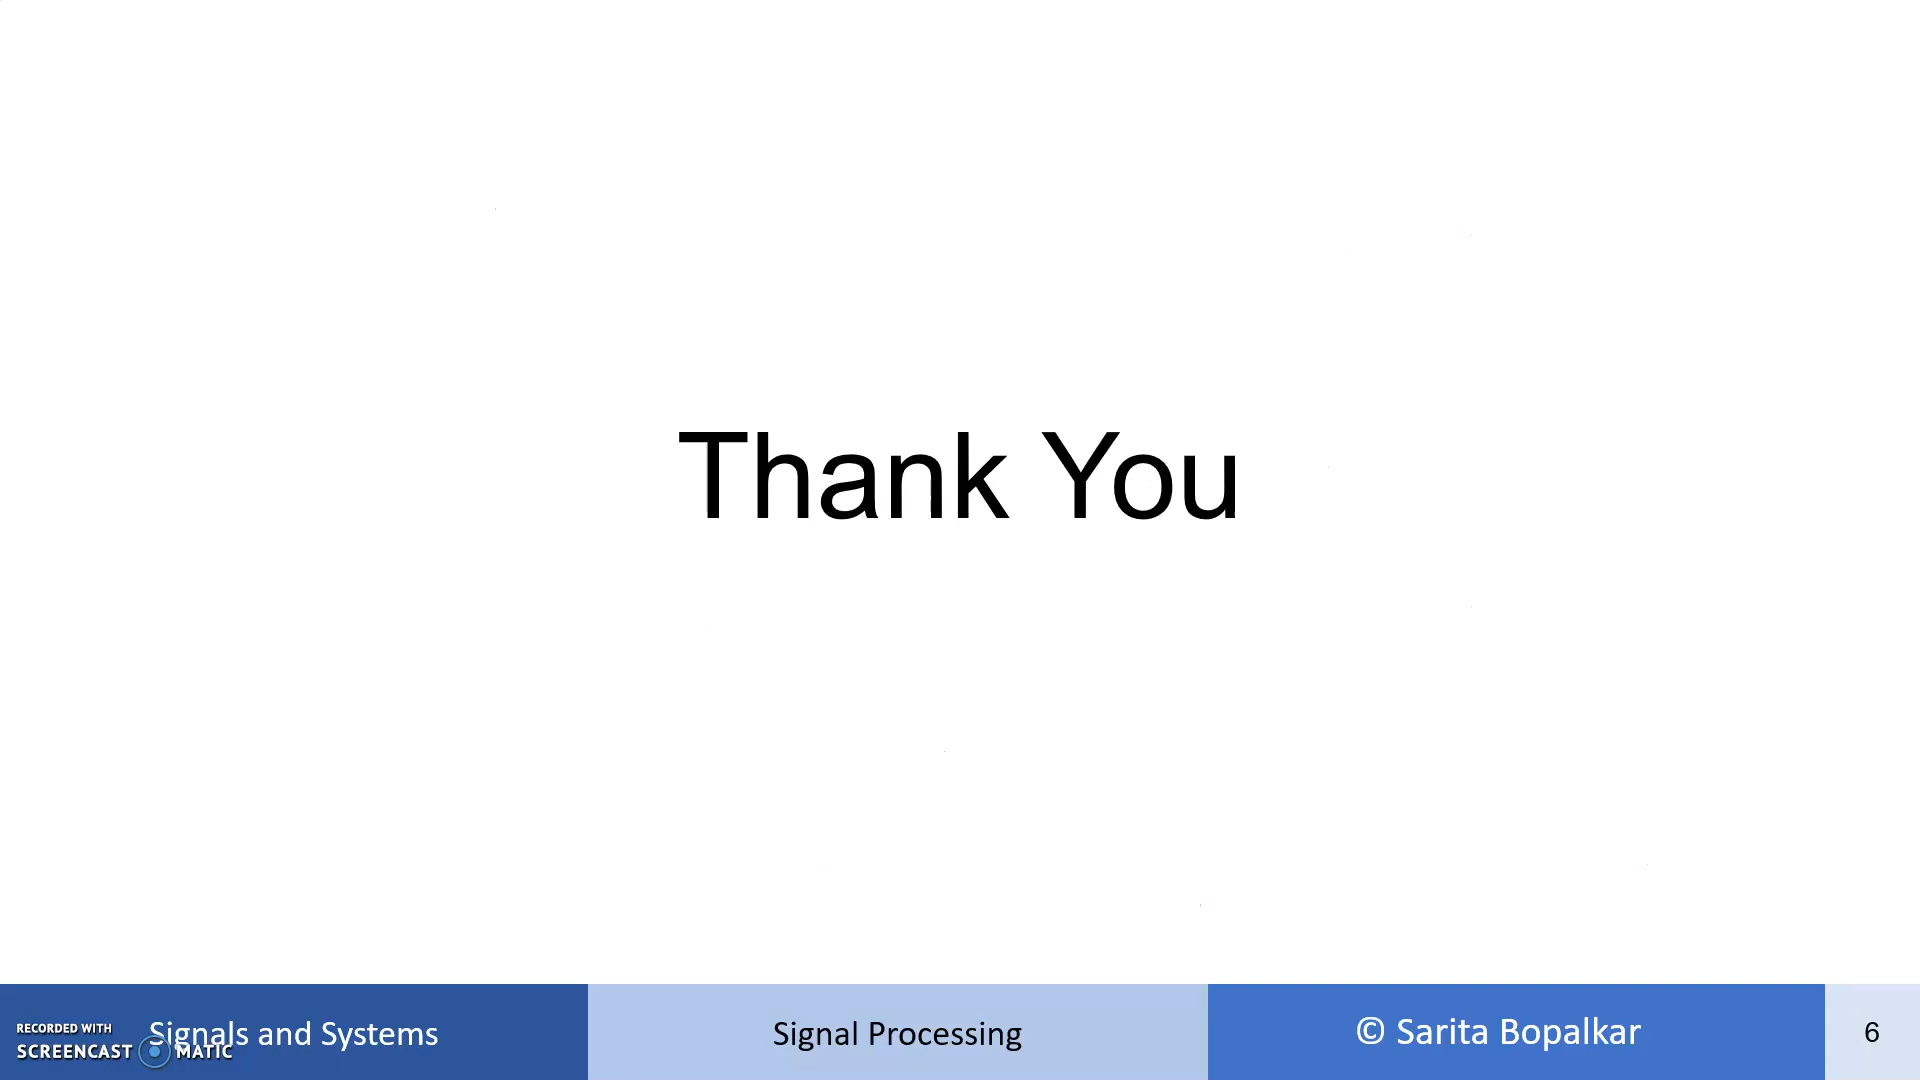 Thank You
RECORDED WITH
SCREENCAST MATIC
Signals and Systems
Signal Processing
© Sarita Bopalkar
6